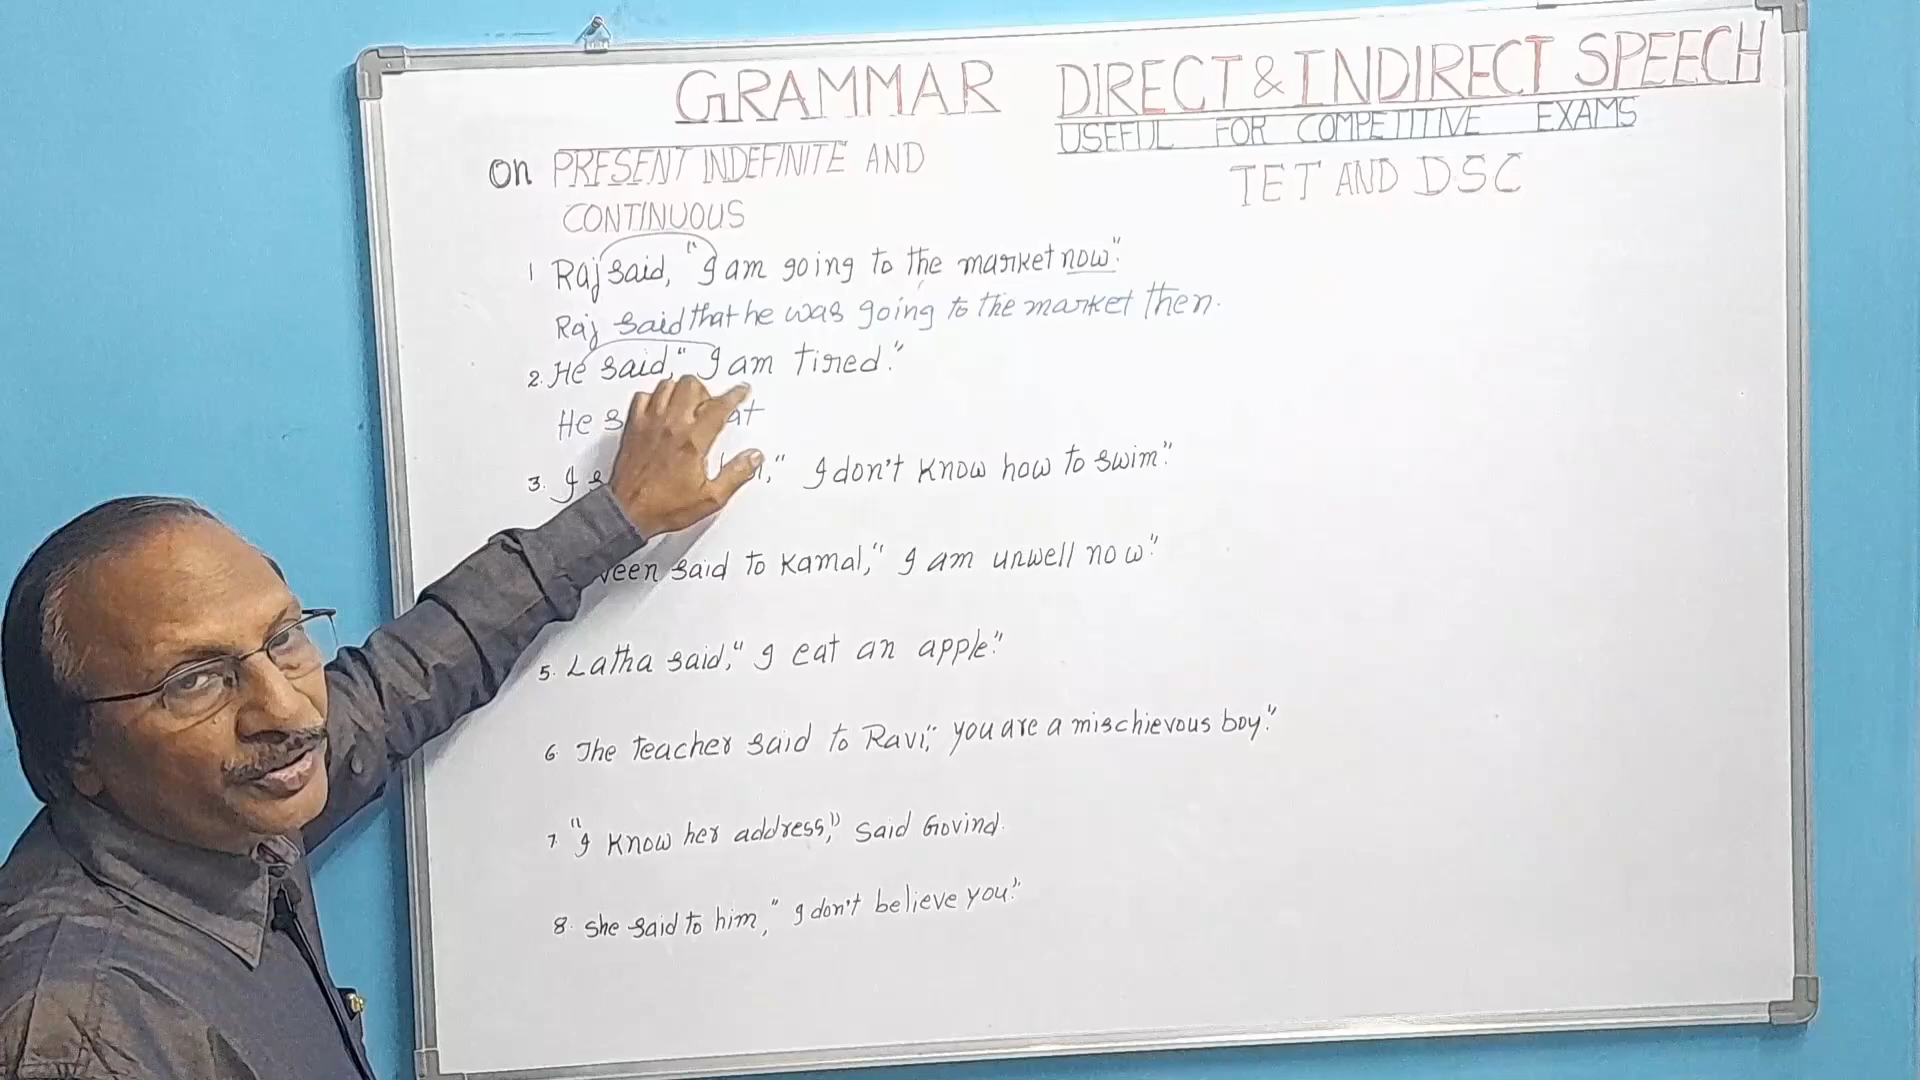 GRAMMAR DIRECT & INDIRECT SPEECH
USEFUL FOR COMPETITIVE EXAMS
On PRESENT INDEFINITE AND
TET AND DSC
CONTINUOUS
1 Raj said, "I am going to the market now".
Raj said that he was going to the market then.
2. He said," I am tired."
He
3. I " I don't know how to swim".
said to Kamal," I am unwell now"
5. Latha said," I eat an apple."
6. The teacher said to Ravi," you are a mischievous boy."
7. "I know her address," said Govind.
8. She said to him, " I don't believe you."